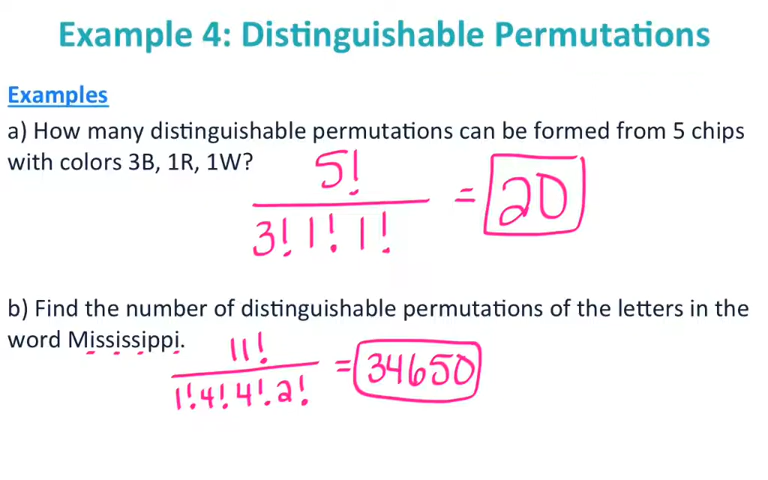 Example 4: Distinguishable Permutations
Examples
a) How many distinguishable permutations can be formed from 5 chips
with colors 3B, 1R, 1W?
5!
3! 1! 1!
= 20
b) Find the number of distinguishable permutations of the letters in the
word Mississippi.
11!
1! 4! 4! 2!
= 34650